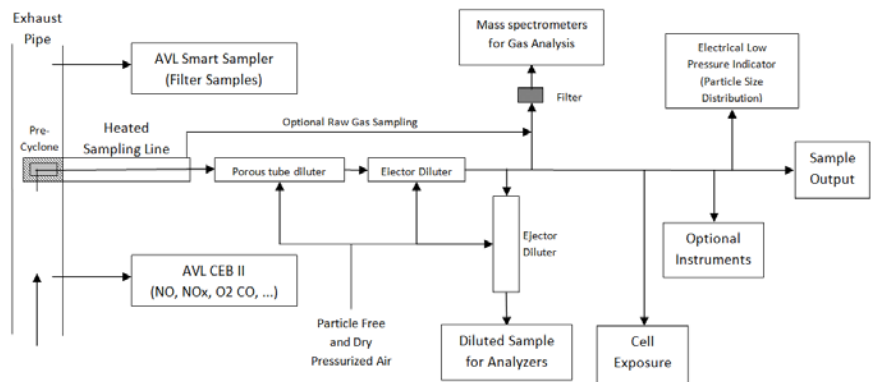 Exhaust
Pipe
AVL Smart Sampler
(Filter Samples)
Mass spectrometers
for Gas Analysis
Electrical Low
Pressure Indicator
(Particle Size
Distribution)
Filter
Optional Raw Gas Sampling
Pre-
Cyclone
Heated
Sampling Line
Porous tube diluter
Ejector Diluter
Sample
Output
Ejector
Diluter
Optional
Instruments
AVL CEB II
(NO, NOx, O2 CO, ...)
Particle Free
and Dry
Pressurized Air
Diluted Sample
for Analyzers
Cell
Exposure